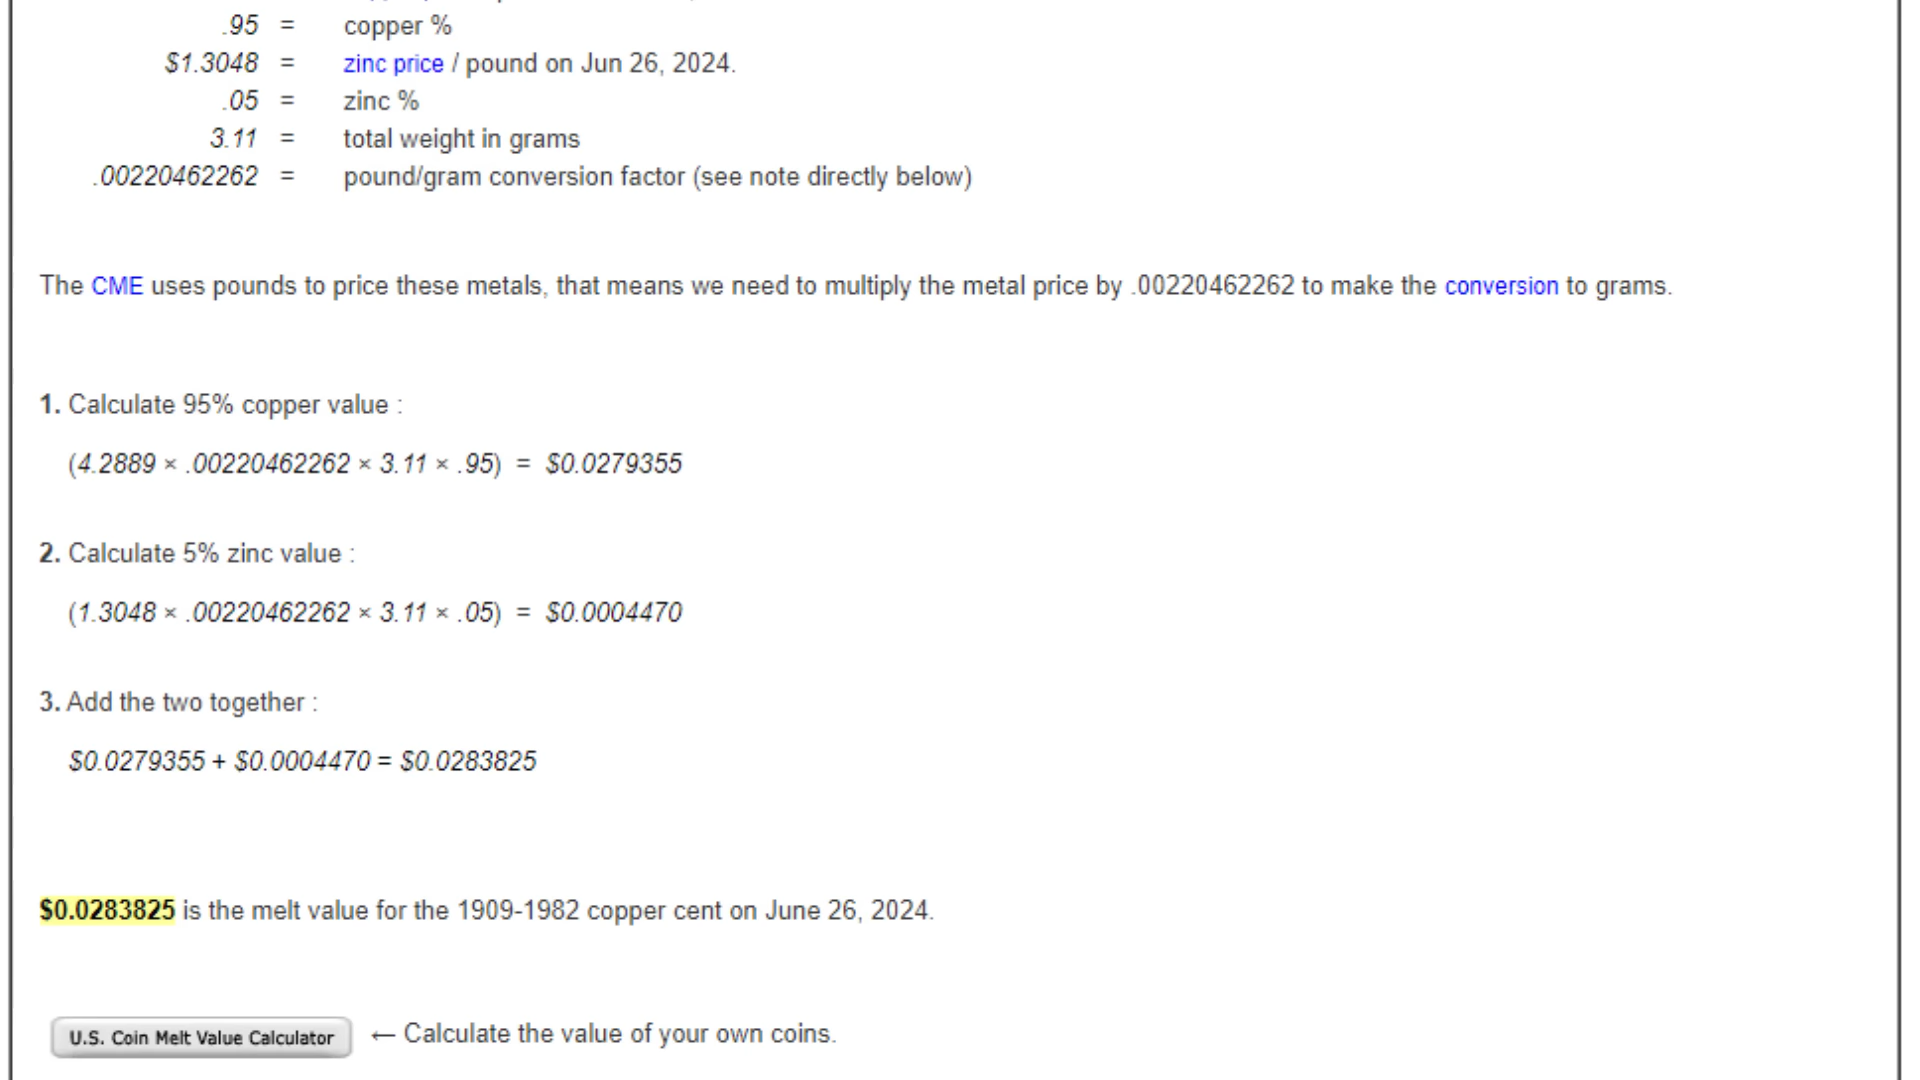 .95 = copper %
$1.3048 = zinc price / pound on Jun 26, 2024.
.05 = zinc %
3.11 = total weight in grams
.00220462262 = pound/gram conversion factor (see note directly below)
The CME uses pounds to price these metals, that means we need to multiply the metal price by .00220462262 to make the conversion to grams.
1. Calculate 95% copper value :
(4.2889 × .00220462262 × 3.11 × .95) = $0.0279355
2. Calculate 5% zinc value :
(1.3048 × .00220462262 × 3.11 × .05) = $0.0004470
3. Add the two together :
$0.0279355 + $0.0004470 = $0.0283825
$0.0283825 is the melt value for the 1909-1982 copper cent on June 26, 2024.
U.S. Coin Melt Value Calculator ← Calculate the value of your own coins.